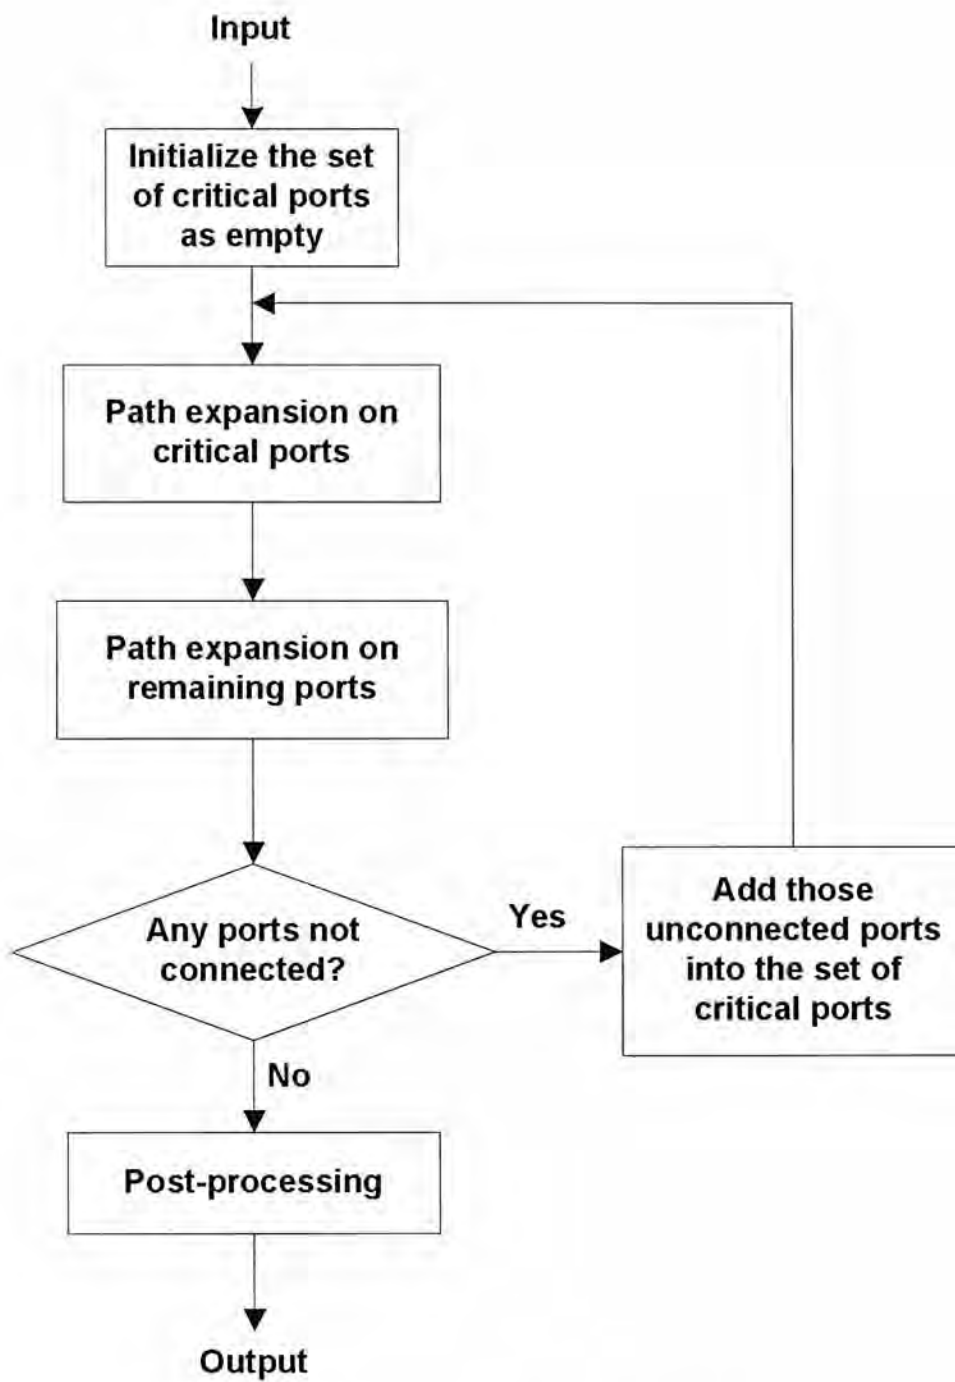 Input
Initialize the set
of critical ports
as empty
Path expansion on
critical ports
Path expansion on
remaining ports
Any ports not
connected?
Yes
Add those
unconnected ports
into the set of
critical ports
No
Post-processing
Output